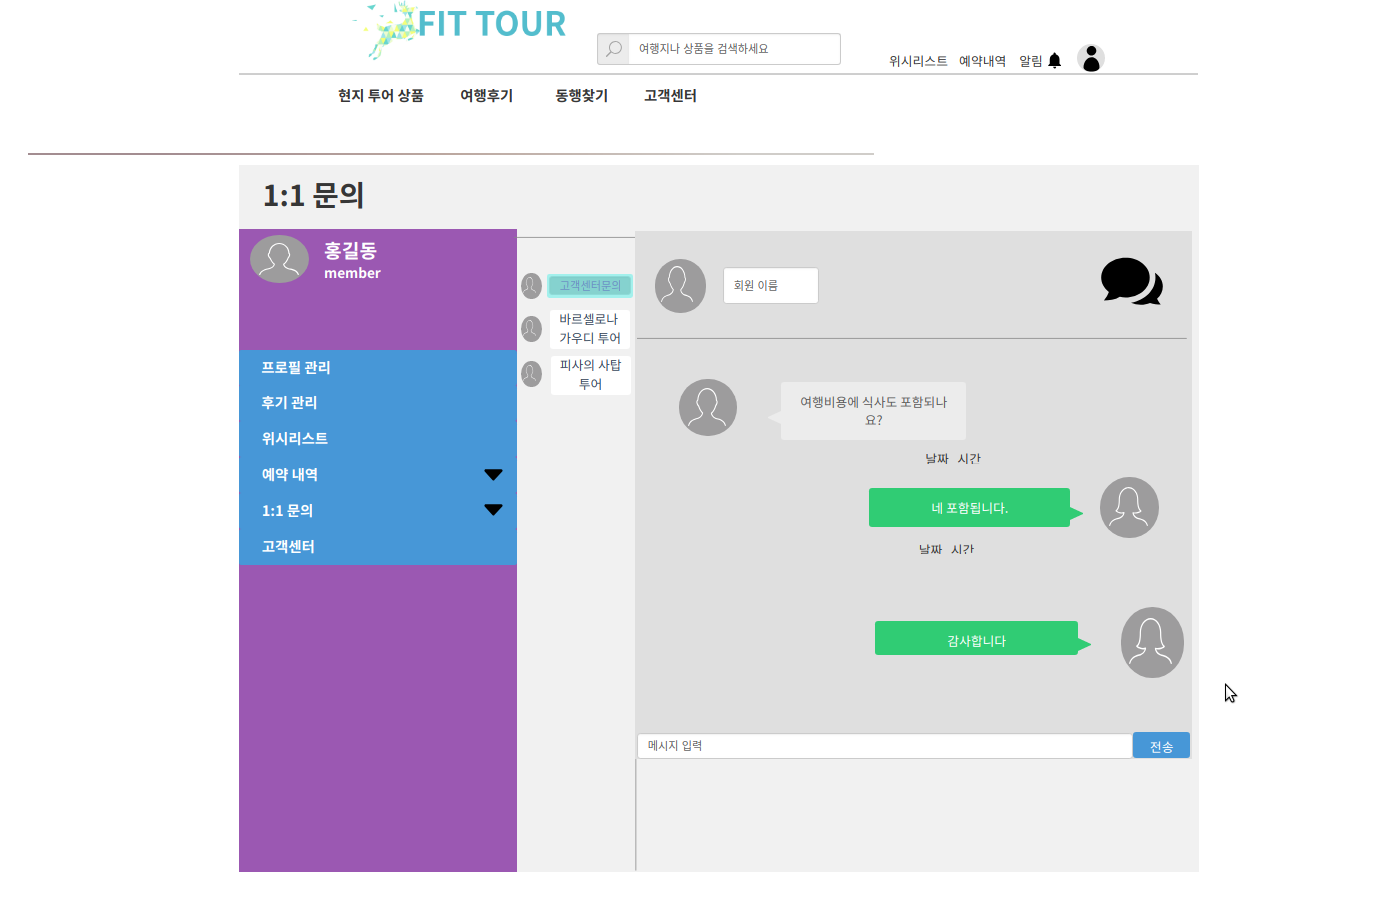 FIT TOUR
여행지나 상품을 검색하세요
위시리스트 예약내역 알림
현지 투어 상품 여행후기 동행찾기 고객센터
1:1 문의
홍길동
member
프로필 관리
후기 관리
위시리스트
예약 내역
1:1 문의
고객센터
고객센터문의
바르셀로나
가우디 투어
피사의 사탑
투어
회원 이름
여행비용에 식사도 포함되나
요?
날짜 시간
네 포함됩니다.
날짜 시간
감사합니다
메시지 입력
전송